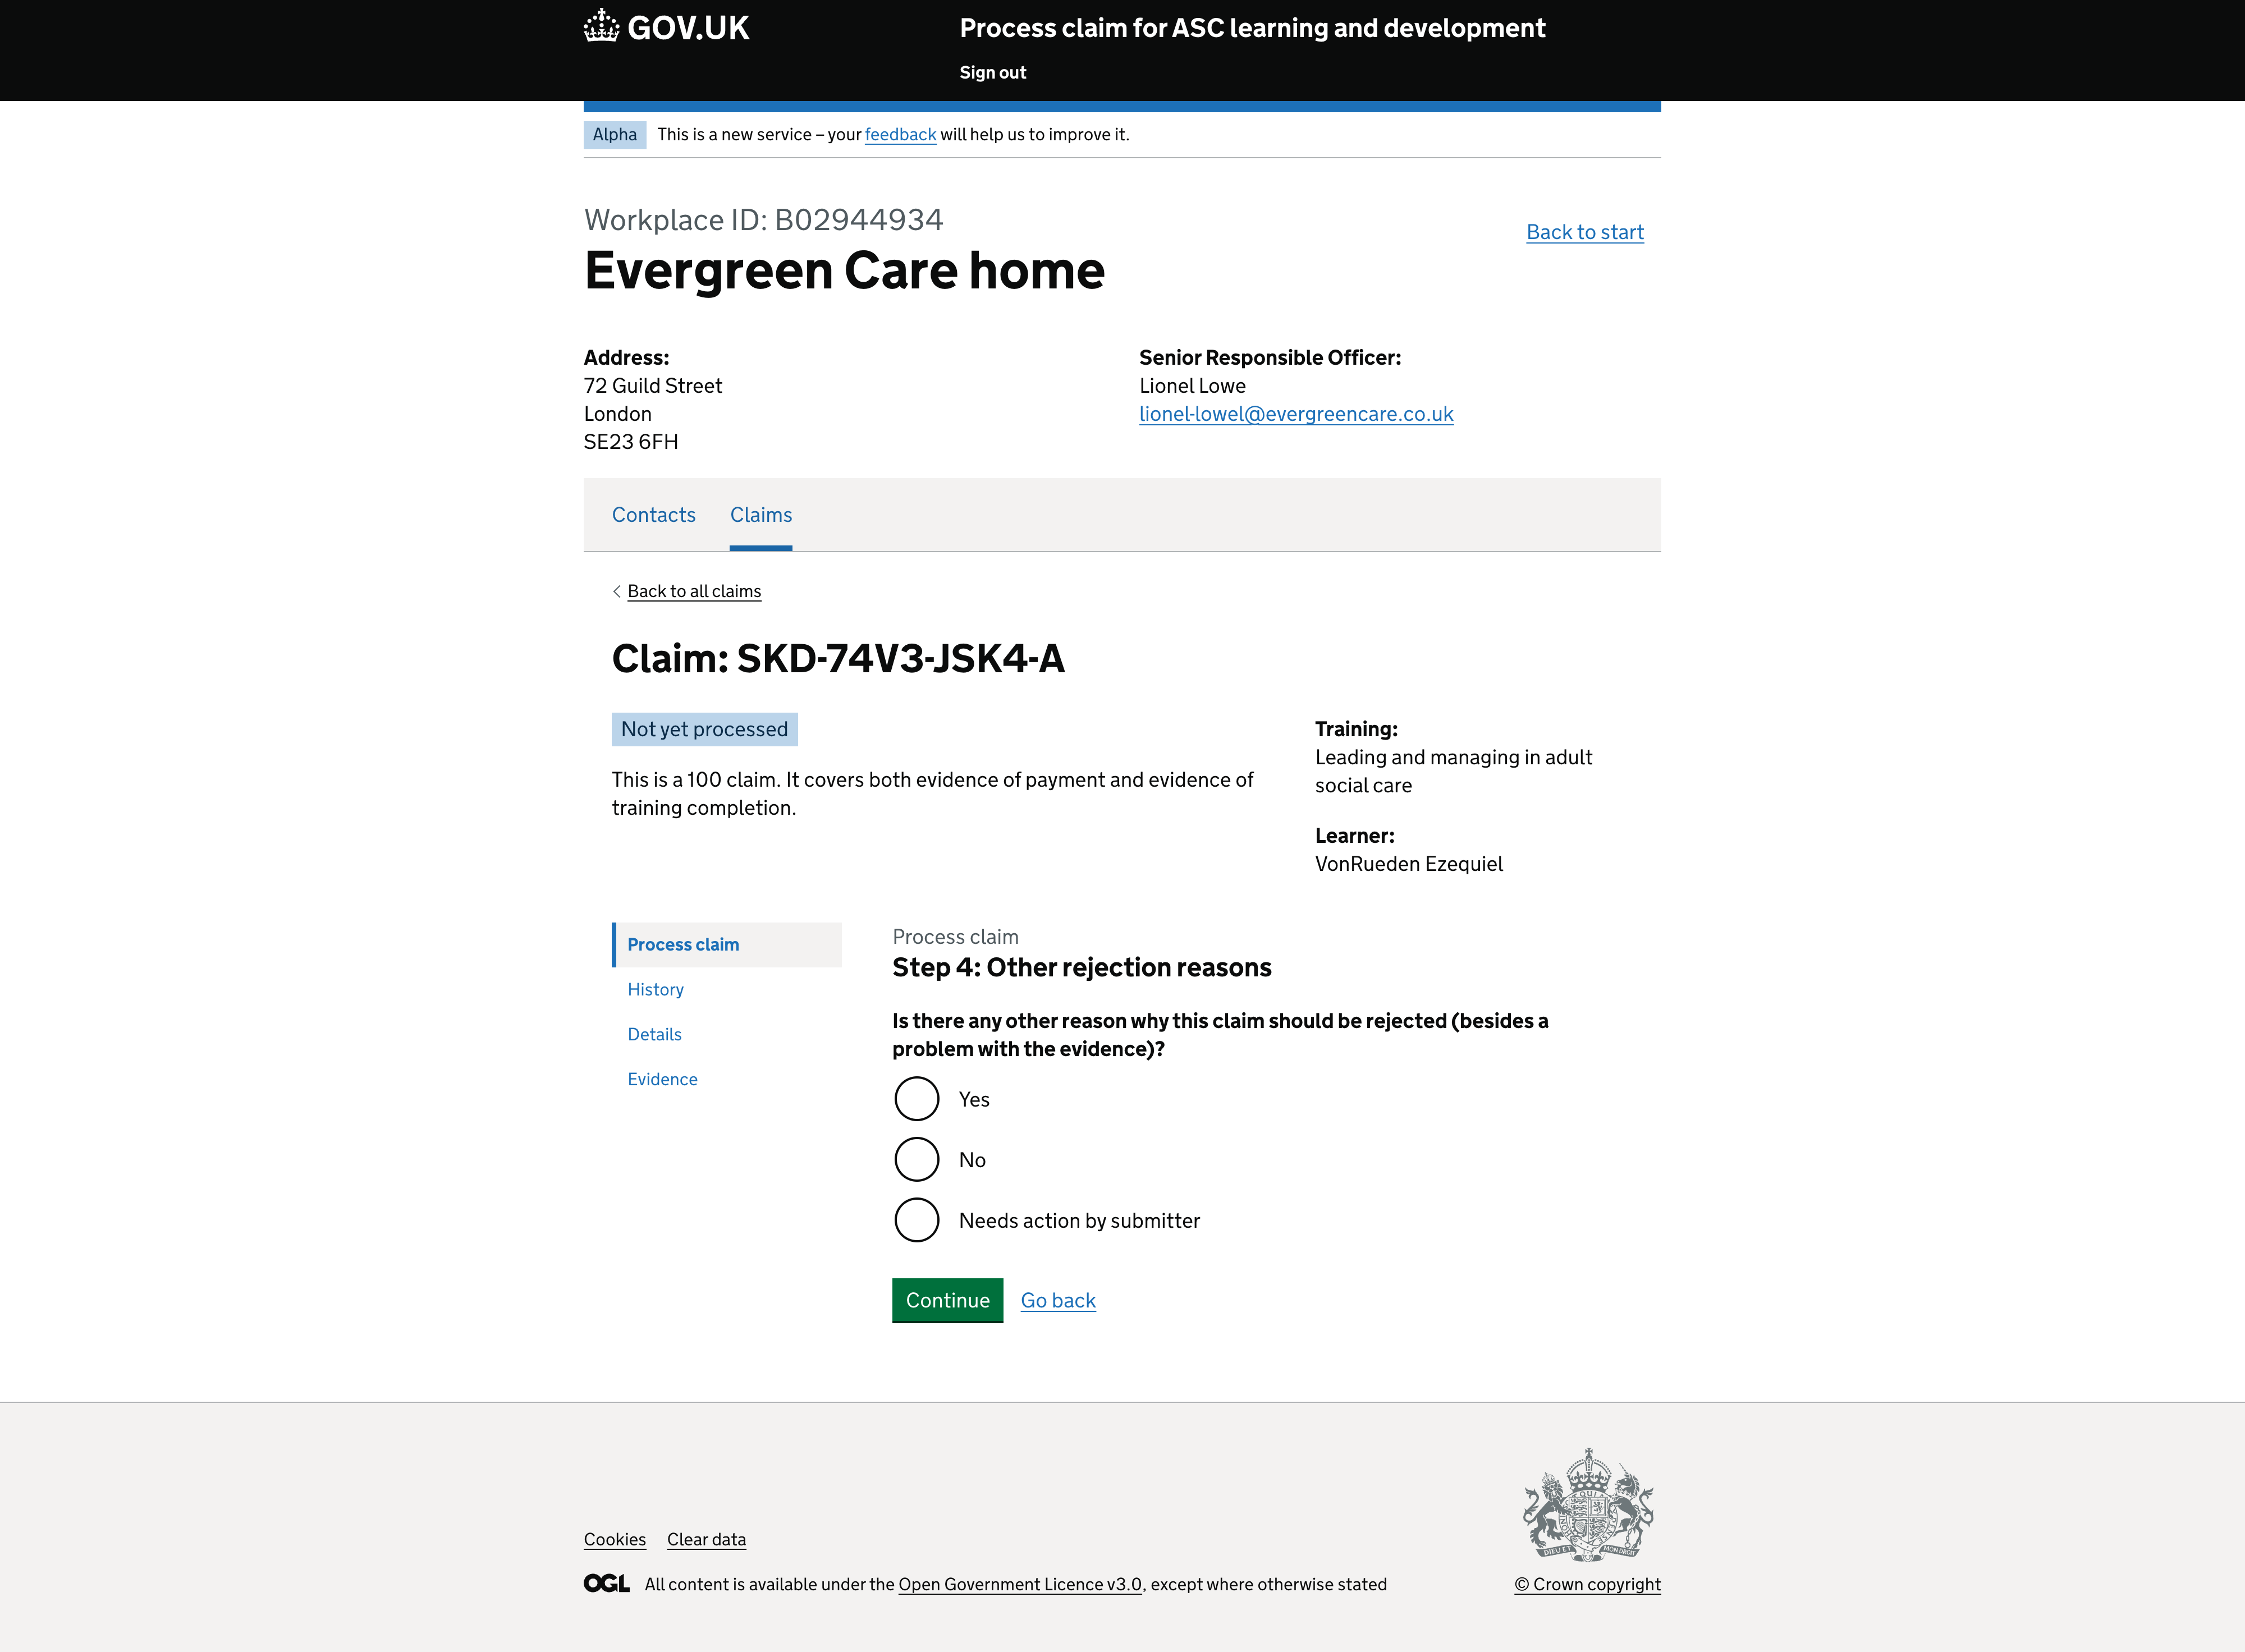 GOV.UK
Process claim for ASC learning and development
Sign out
Alpha
This is a new service – your feedback will help us to improve it.
Workplace ID: B02944934
Back to start
Evergreen Care home
Address:
72 Guild Street
London
SE23 6FH
Senior Responsible Officer:
Lionel Lowe
lionel-lowel@evergreencare.co.uk
Contacts
Claims
Back to all claims
Claim: SKD-74V3-JSK4-A
Not yet processed
This is a 100 claim. It covers both evidence of payment and evidence of
training completion.
Training:
Leading and managing in adult
social care
Learner:
VonRueden Ezequiel
Process claim
History
Details
Evidence
Process claim
Step 4: Other rejection reasons
Is there any other reason why this claim should be rejected (besides a
problem with the evidence)?
Yes
No
Needs action by submitter
Continue
Go back
Cookies
Clear data
DIEU ET MON DROIT
OGL
All content is available under the Open Government Licence v3.0, except where otherwise stated
© Crown copyright